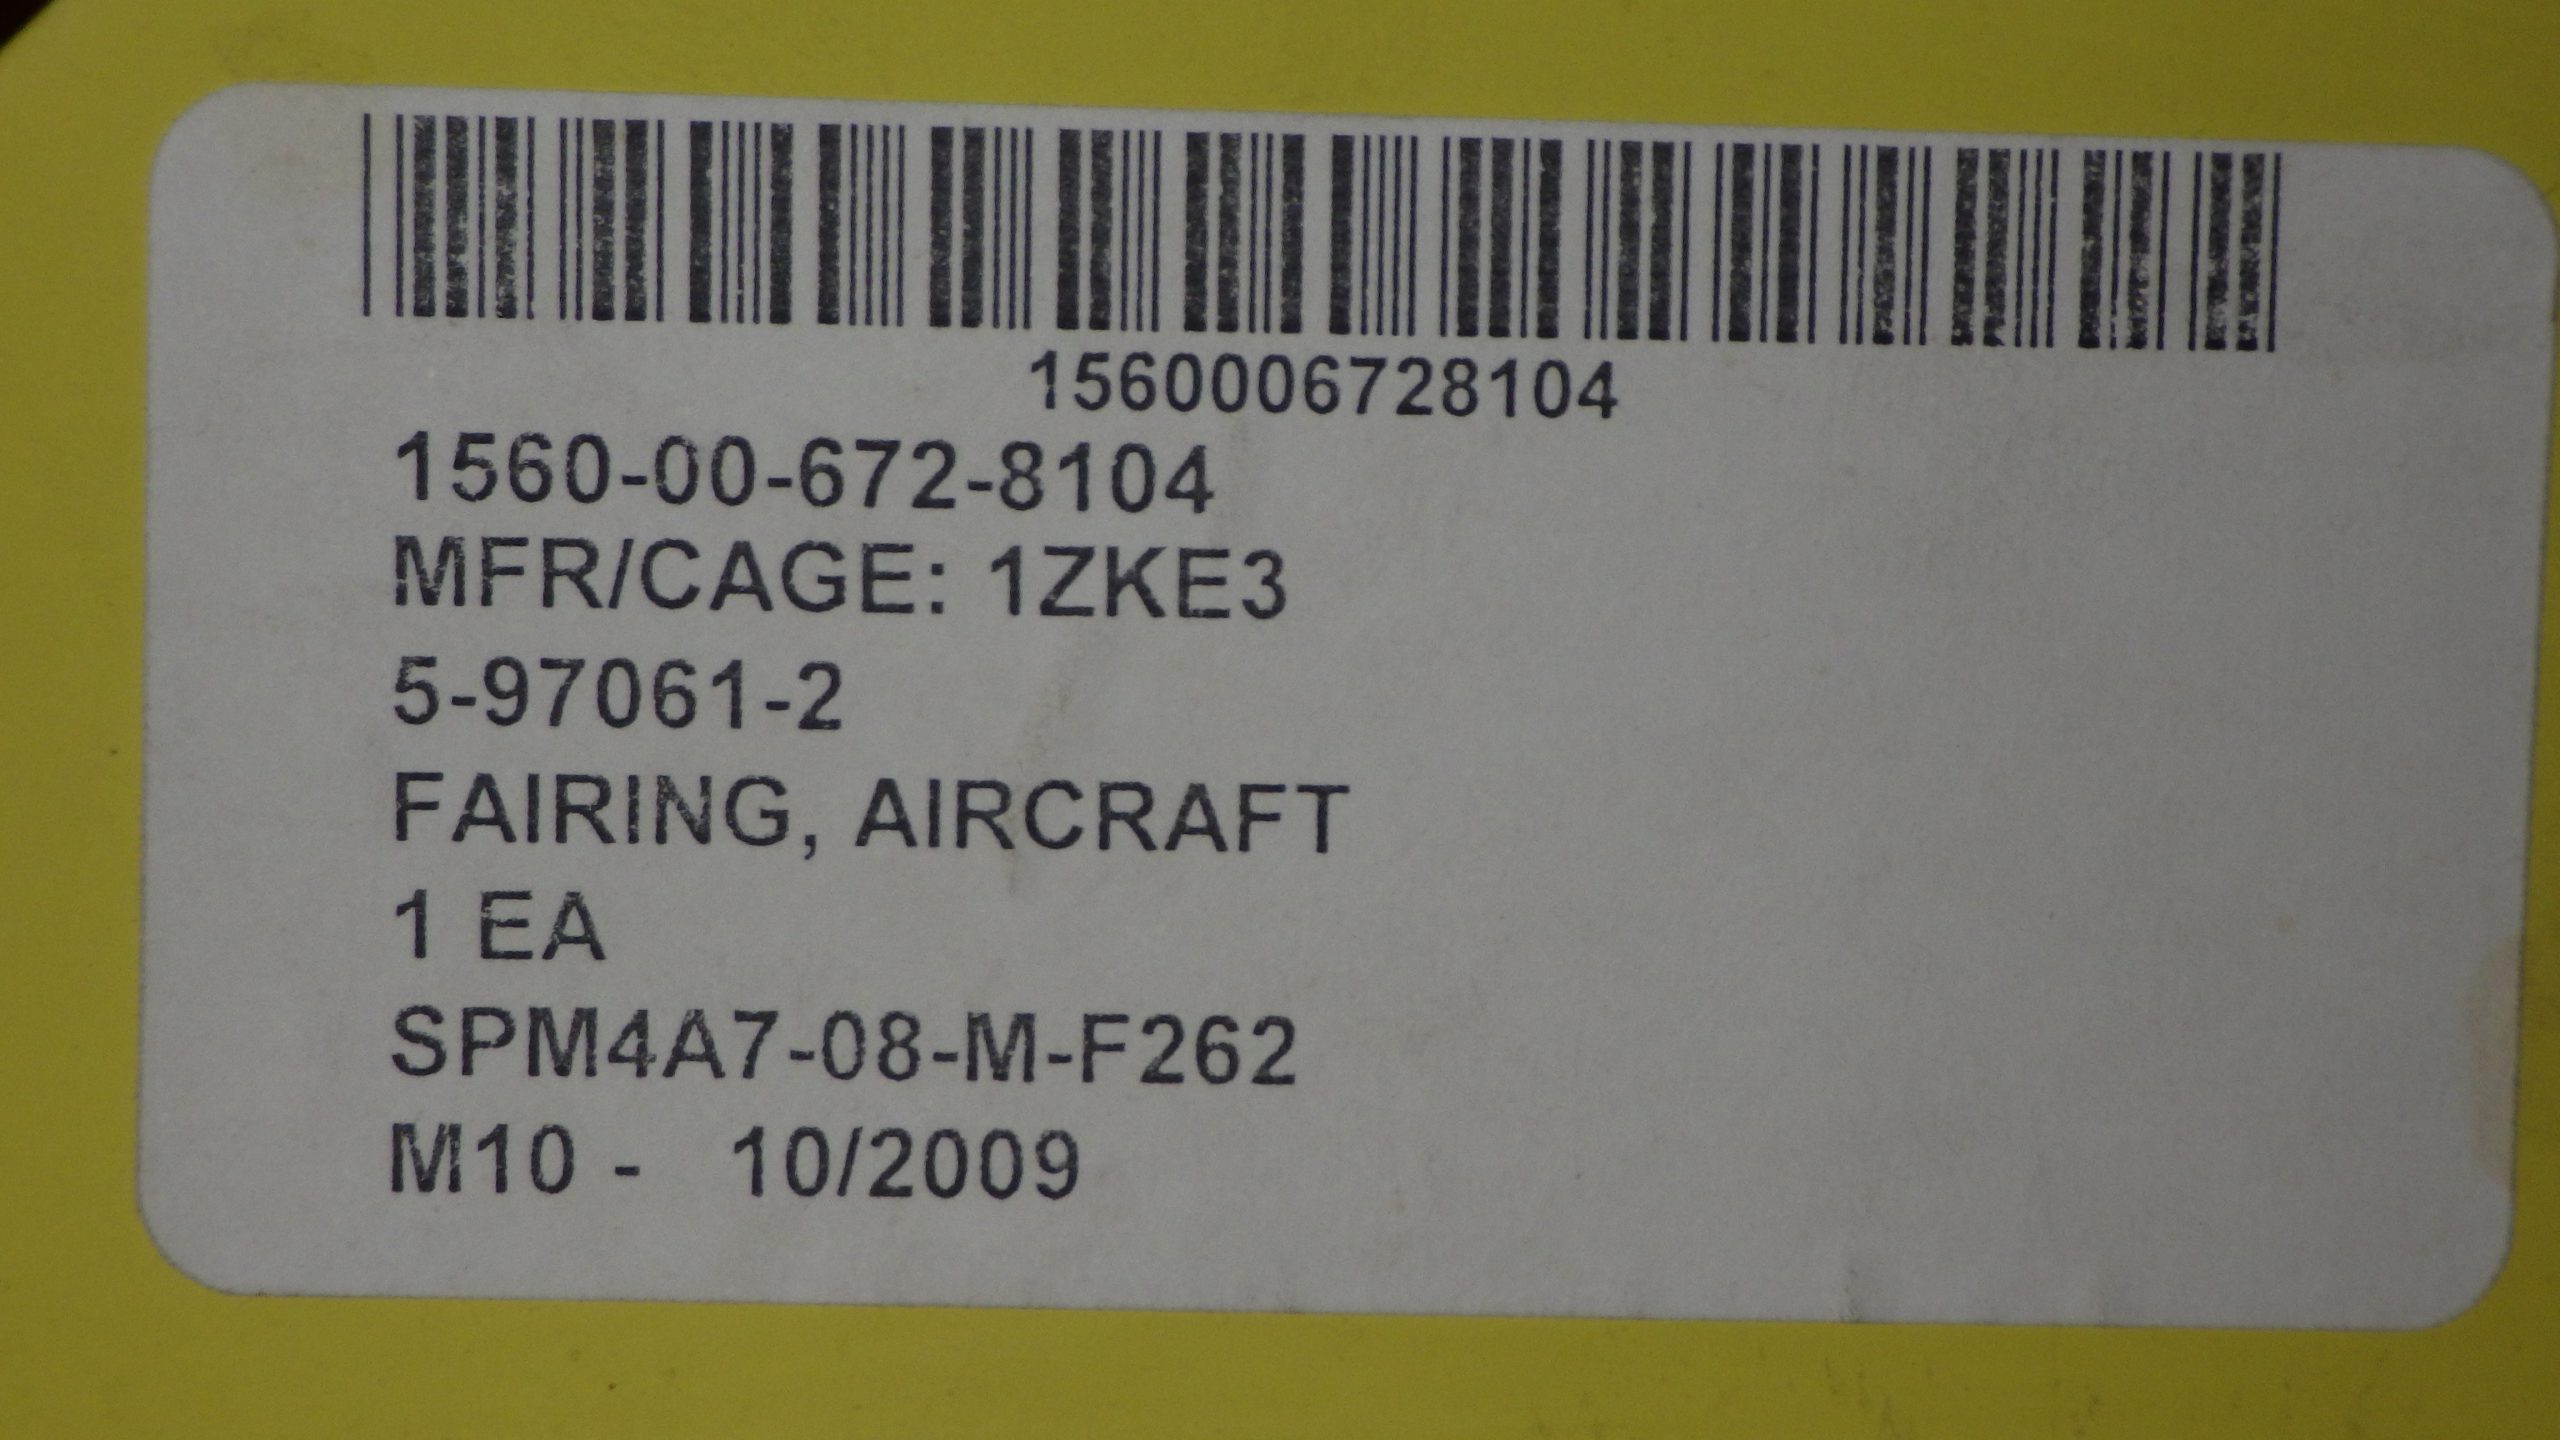 1560006728104
1560-00-672-8104
MFR/CAGE: 1ZKE3
5-97061-2
FAIRING, AIRCRAFT
1 EA
SPM4A7-08-M-F262
M10 - 10/2009